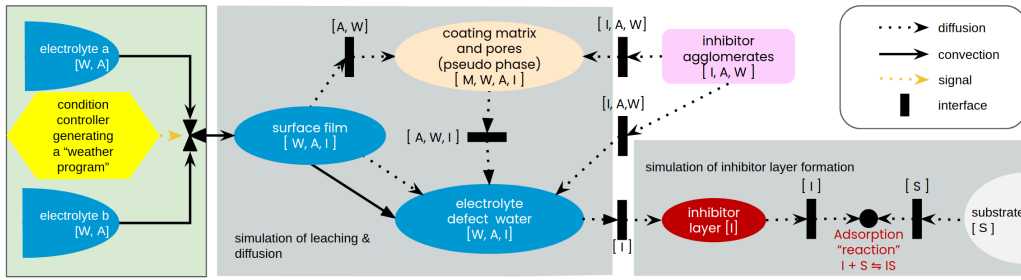 electrolyte a
[W, A]
condition
controller
generating
a “weather
program”
electrolyte b
[W, A]
surface film
[ W, A, I ]
[A, W]
coating matrix
and pores
(pseudo phase)
[ M, W, A, I ]
[ I, A, W]
inhibitor
agglomerates
[ I, A, W ]
[I, A,W]
[ A, W, I ]
electrolyte
defect water
[W, A, I]
simulation of leaching &
diffusion
[ I ]
simulation of inhibitor layer formation
inhibitor
layer [I]
[ I ]
[ S ]
Adsorption
“reaction”
I + S ⇋ IS
substrate
[ S ]
diffusion
convection
signal
interface